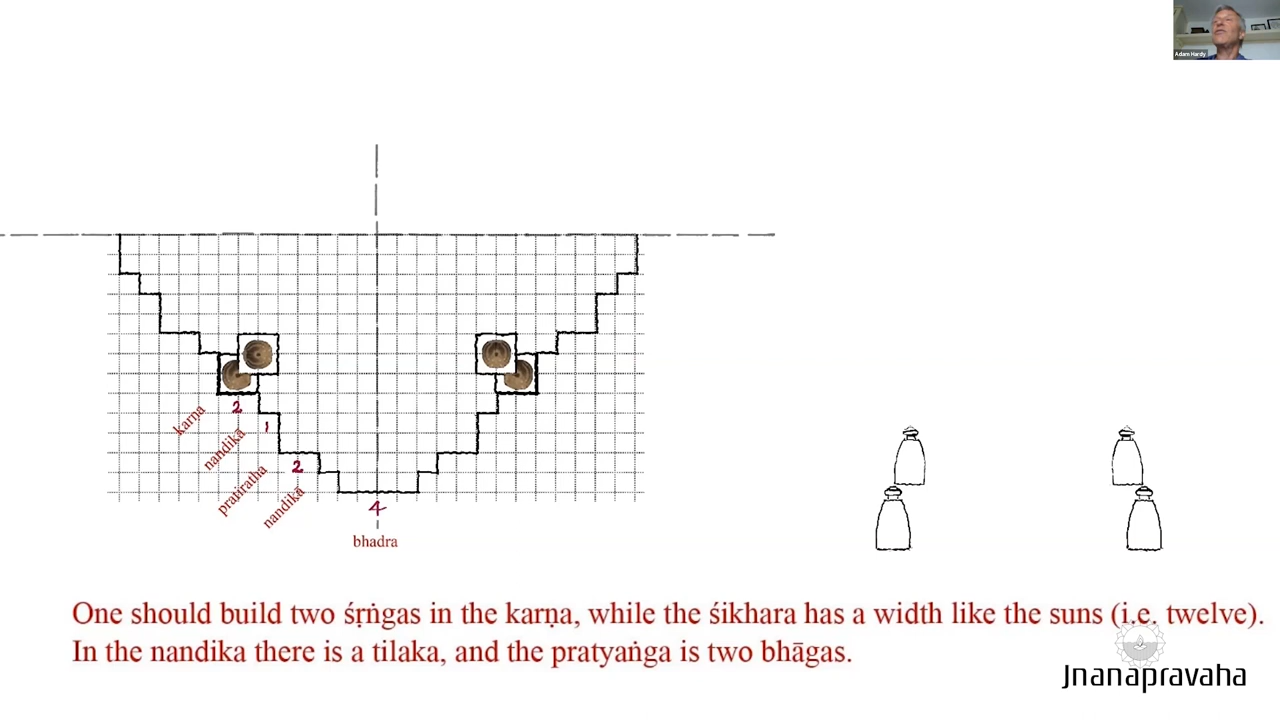 Adam Hardy
karṇa
2
nandikā
1
pratiratha
2
nandikā
4
bhadra
One should build two śṛṅgas in the karṇa, while the śikhara has a width like the suns (i.e. twelve).
In the nandika there is a tilaka, and the pratyaṅga is two bhāgas.
Jnanapravaha